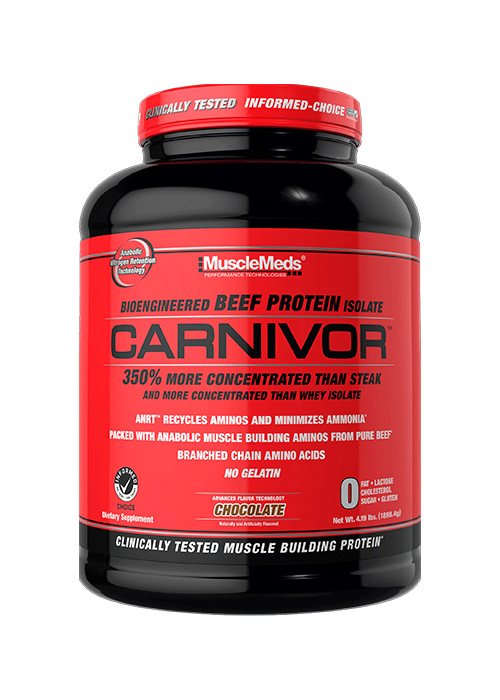 CLINICALLY TESTED INFORMED-CHOICE
Anabolic
Nitrogen Retention
Technology
MuscleMeds®
PERFORMANCE TECHNOLOGIES
BIOENGINEERED BEEF PROTEIN ISOLATE
CARNIVOR™
350% MORE CONCENTRATED THAN STEAK
AND MORE CONCENTRATED THAN WHEY ISOLATE
ANRT™ RECYCLES AMINOS AND MINIMIZES AMMONIA*
PACKED WITH ANABOLIC MUSCLE BUILDING AMINOS FROM PURE BEEF*
BRANCHED CHAIN AMINO ACIDS
NO GELATIN
INFORMED
CHOICE
Dietary Supplement
ADVANCED FLAVOR TECHNOLOGY
CHOCOLATE
Naturally and Artificially Flavored
0 FAT • LACTOSE
CHOLESTEROL
SUGAR • GLUTEN
Net Wt. 4.19 lbs. (1898.4g)
CLINICALLY TESTED MUSCLE BUILDING PROTEIN*